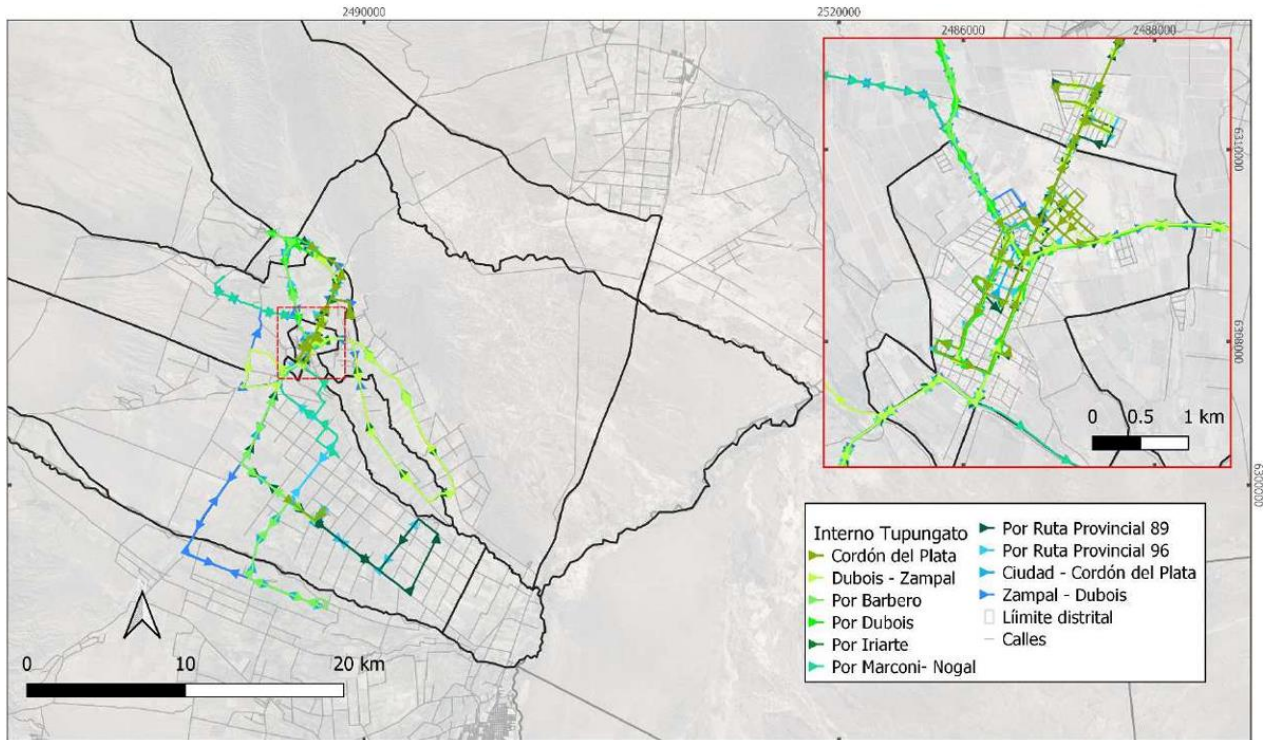 2490000
2520000
2486000
2488000
6310000
6308000
0 0.5 1 km
6300000
Interno Tupungato
Cordón del Plata
Dubois - Zampal
Por Barbero
Por Dubois
Por Iriarte
Por Marconi- Nogal
Por Ruta Provincial 89
Por Ruta Provincial 96
Ciudad - Cordón del Plata
Zampal - Dubois
Líímite distrital
Calles
0 10 20 km